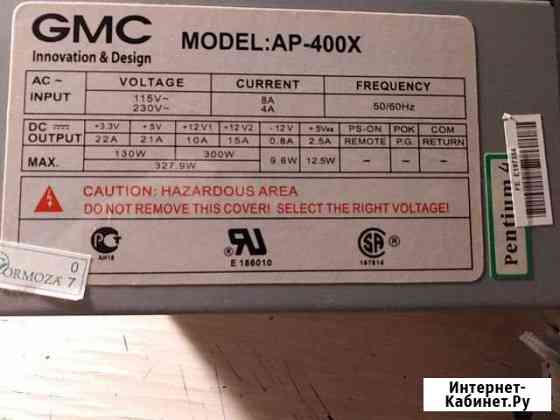 GMC
Innovation & Design
MODEL:AP-400X
AC ~ INPUT
VOLTAGE CURRENT FREQUENCY
115V~ 8A
230V~ 4A
50/60Hz
DC OUTPUT
+3.3V +5V +12V1 +12V2 -12V +5VSB PS-ON POK COM
22A 21A 10A 15A 0.8A 2.5A REMOTE P.G. RETURN
MAX.
130W 300W 9.6W 12.5W - - -
327.9W
CAUTION: HAZARDOUS AREA
DO NOT REMOVE THIS COVER! SELECT THE RIGHT VOLTAGE!
E 186010
Pentium 4
ORMOZA
0
7
Интернет-
Кабинет.Ру